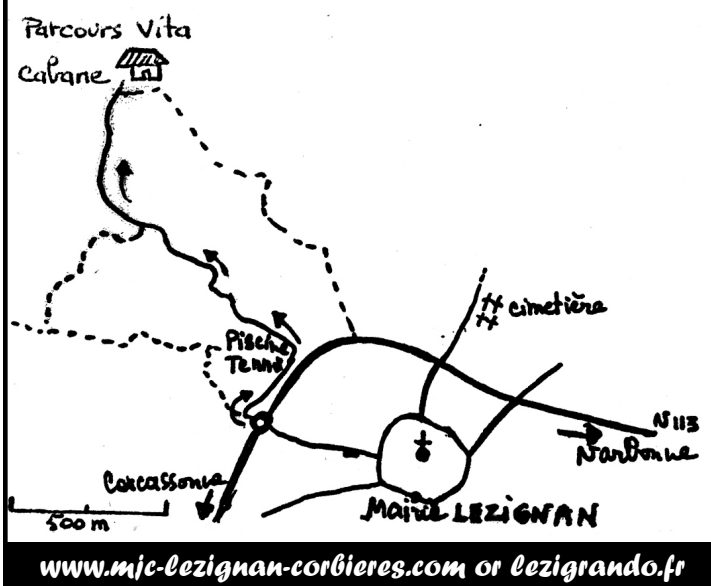 Parcours Vita
Cabane
cimetière
Piscine
Tennis
N113
Narbonne
Carcassonne
500m
Mairie LEZIGNAN
www.mjc-lezignan-corbieres.com or lezigrando.fr